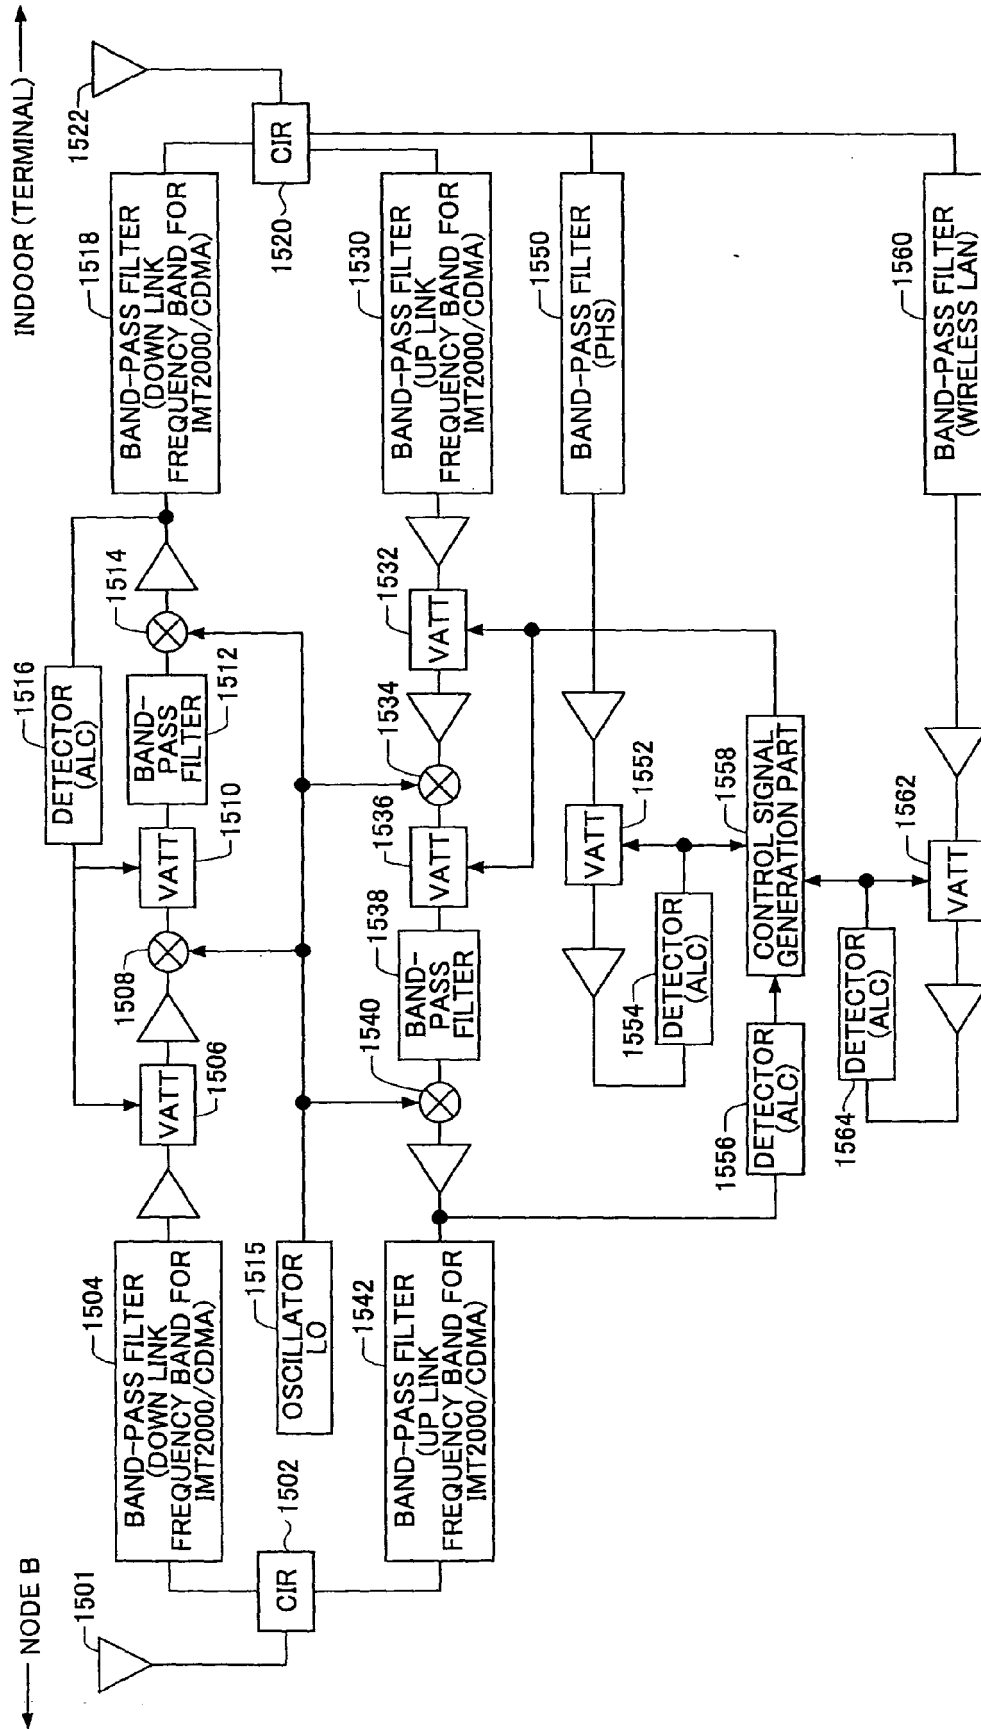 ← NODE B
INDOOR (TERMINAL) →
1501
1502
CIR
1504
BAND-PASS FILTER
(DOWN LINK
FREQUENCY BAND FOR
IMT2000/CDMA)
1506
VATT
1508
1510
VATT
1512
BAND-
PASS
FILTER
1514
1516
DETECTOR
(ALC)
1518
BAND-PASS FILTER
(DOWN LINK
FREQUENCY BAND FOR
IMT2000/CDMA)
1520
CIR
1522
1515
OSCILLATOR
LO
1542
BAND-PASS FILTER
(UP LINK
FREQUENCY BAND FOR
IMT2000/CDMA)
1540
1538
BAND-
PASS
FILTER
1536
VATT
1534
1532
VATT
1530
BAND-PASS FILTER
(UP LINK
FREQUENCY BAND FOR
IMT2000/CDMA)
1550
BAND-PASS FILTER
(PHS)
1552
VATT
1554
DETECTOR
(ALC)
1556
DETECTOR
(ALC)
1558
CONTROL SIGNAL
GENERATION PART
1560
BAND-PASS FILTER
(WIRELESS LAN)
1562
VATT
1564
DETECTOR
(ALC)